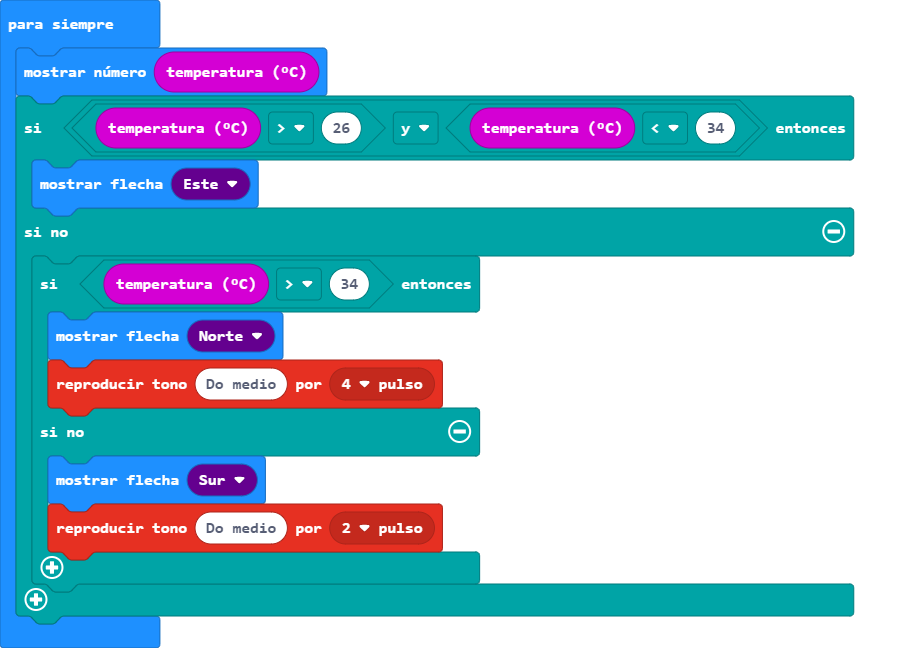 para siempre
mostrar número temperatura (ºC)
si temperatura (ºC) > 26 y temperatura (ºC) < 34 entonces
mostrar flecha Este
si no
si temperatura (ºC) > 34 entonces
mostrar flecha Norte
reproducir tono Do medio por 4 pulso
si no
mostrar flecha Sur
reproducir tono Do medio por 2 pulso